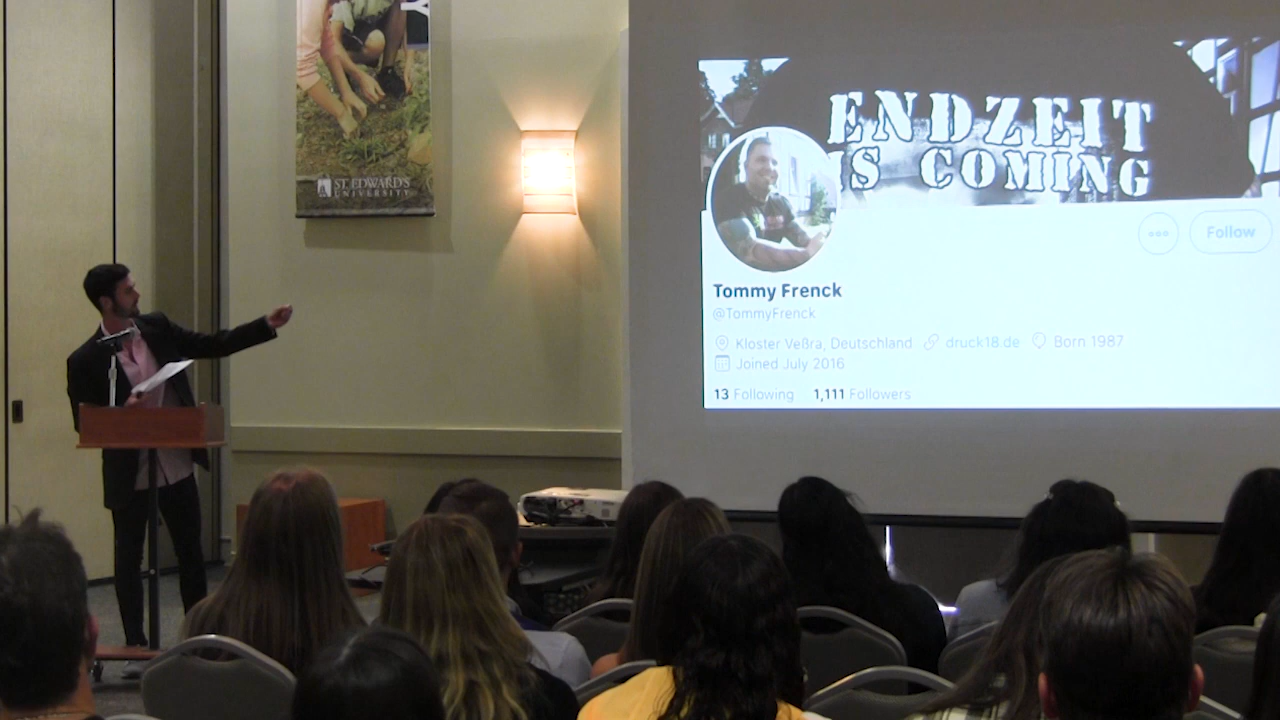 ST. EDWARD'S
UNIVERSITY
ENDZEIT
IS COMING
Follow
Tommy Frenck
@TommyFrenck
Kloster Veßra, Deutschland druck18.de Born 1987
Joined July 2016
13 Following 1,111 Followers